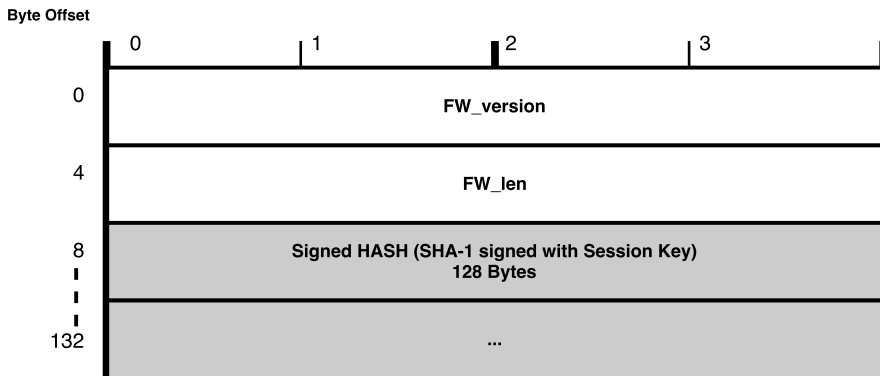 Byte Offset
0 1 2 3
0 FW_version
4 FW_len
8 Signed HASH (SHA-1 signed with Session Key)
128 Bytes
132 ...